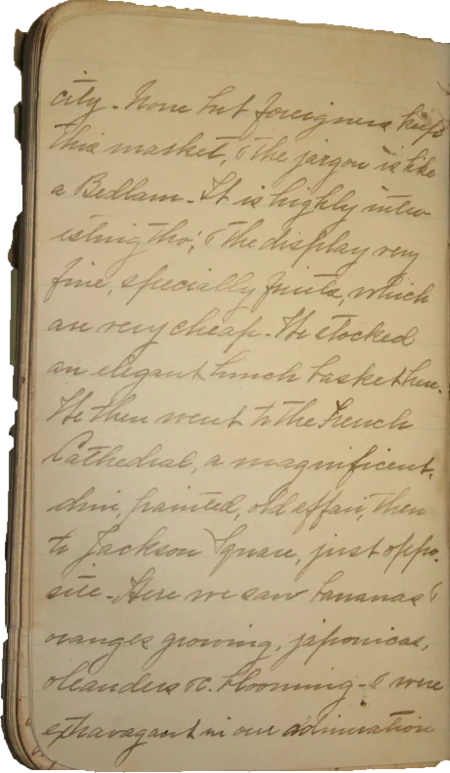 city - None but foreigners keep
this market, & the jargon is like
a Bedlam - It is highly inter
esting tho', & the display very
fine, specially fruits, which
are very cheap - We stocked
an elegant lunch basket here.
We then went to the French
Cathedral, a magnificent,
dim, painted, old affair, then
to Jackson Square, just oppo-
site - Here we saw bananas &
oranges growing, japonicas,
oleanders &c. blooming - & were
extravagant in our admiration